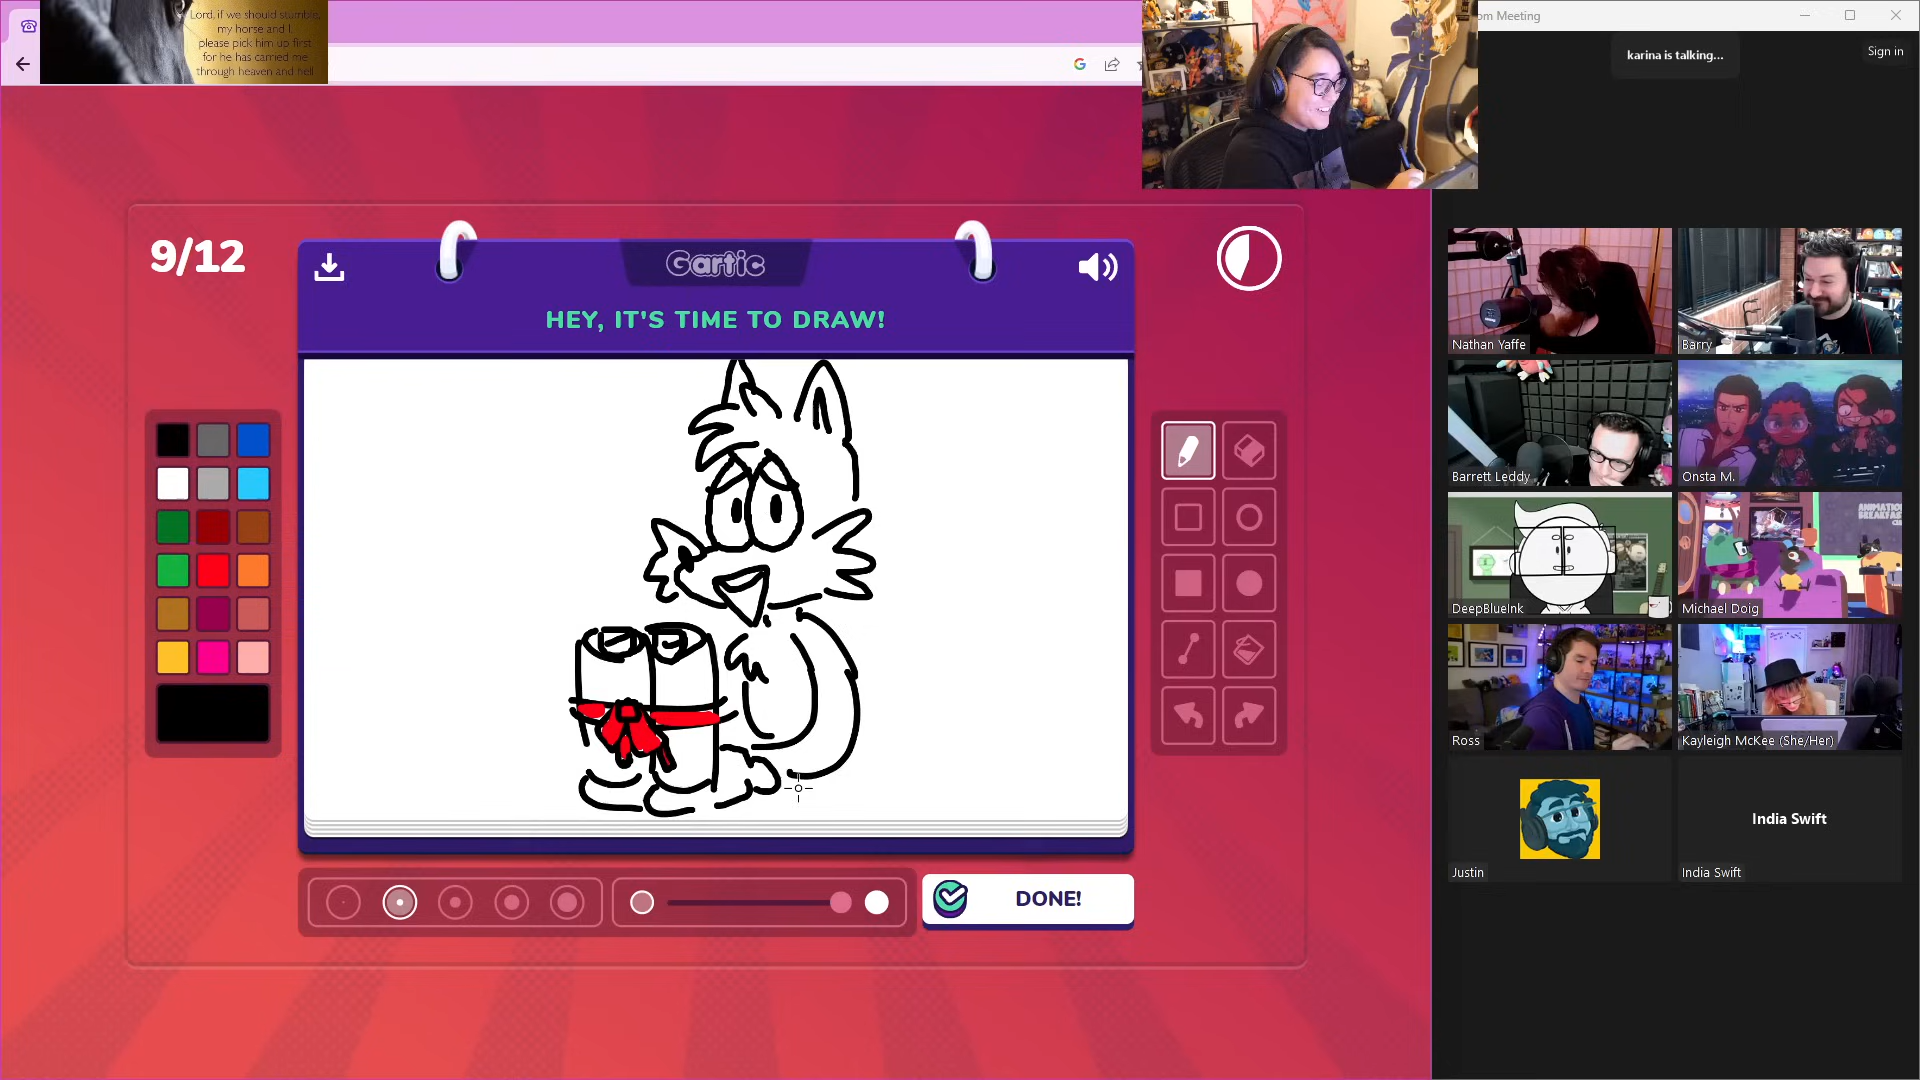 Lord, if we should stumble,
my horse and I,
please pick him up first
for he has carried me
through heaven and hell
om Meeting
karina is talking...
Sign in
9/12
Gartic
HEY, IT'S TIME TO DRAW!
DONE!
Nathan Yaffe
Barry
Barrett Leddy
Onsta M.
DeepBlueInk
ANIMATION
BREAKFAST
Michael Doig
Ross
Kayleigh McKee (She/Her)
Justin
India Swift
India Swift